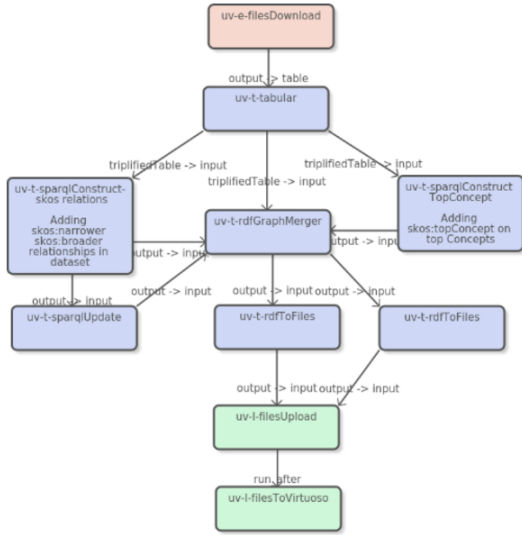 uv-e-filesDownload
output -> table
uv-t-tabular
triplifiedTable -> input
triplifiedTable -> input
triplifiedTable -> input
uv-t-sparqlConstruct-
skos relations
Adding
skos:narrower
skos:broader
relationships in
dataset
uv-t-rdfGraphMerger
uv-t-sparqlConstruct
TopConcept
Adding
skos:topConcept on
top Concepts
output -> input
output -> input
output -> input
output -> input
output -> input
output -> input
uv-t-sparqlUpdate
uv-t-rdfToFiles
uv-t-rdfToFiles
output -> input
output -> input
uv-l-filesUpload
run after
uv-l-filesToVirtuoso